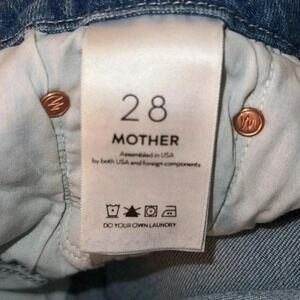 28
MOTHER
Assembled in USA
by both USA and foreign components
DO YOUR OWN LAUNDRY